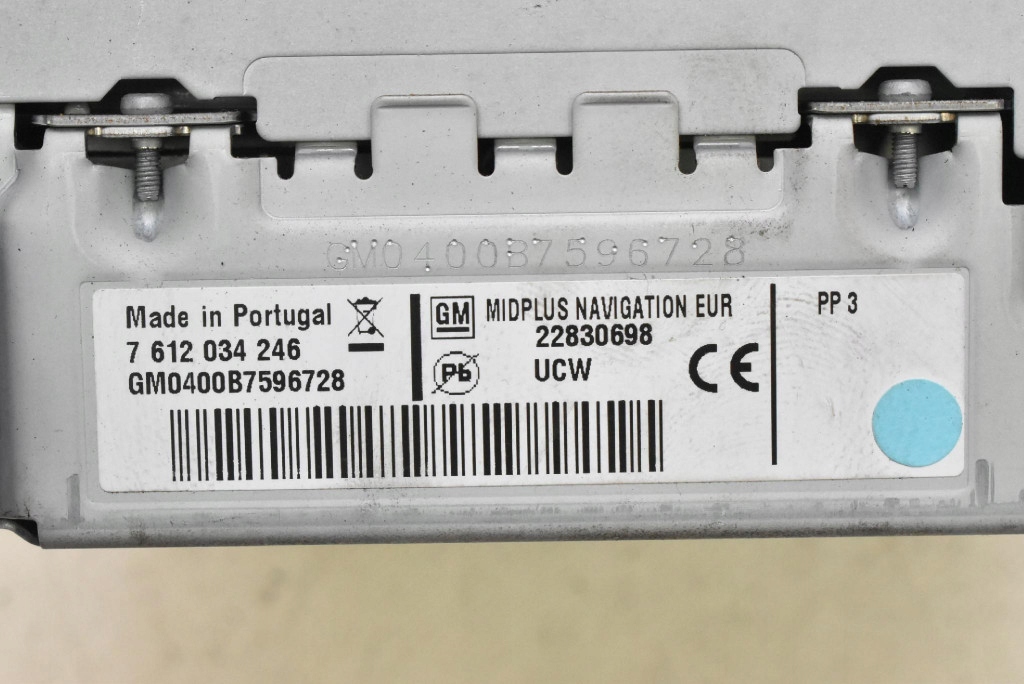 GM0400B7596728
Made in Portugal
7 612 034 246
GM0400B7596728
GM
MIDPLUS NAVIGATION EUR
22830698
Pb
UCW
CE
PP 3